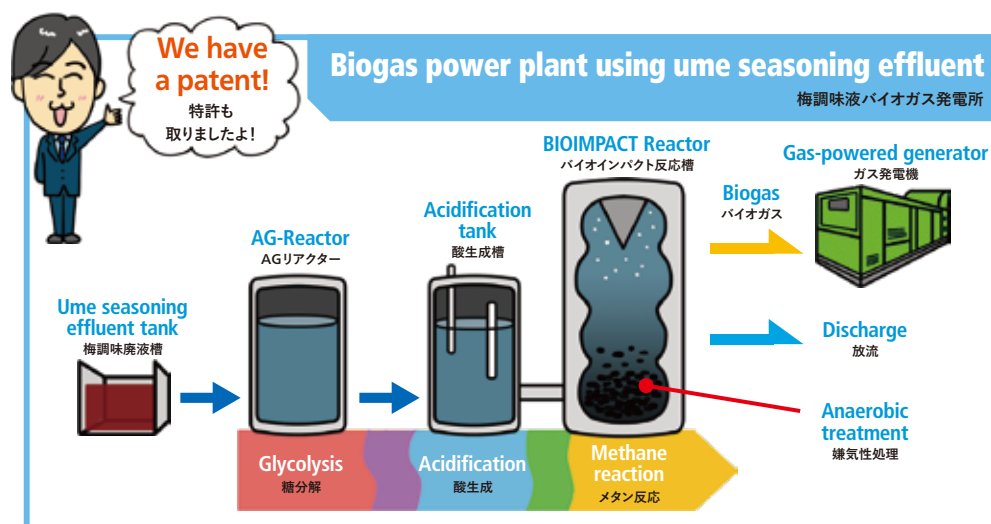 We have
a patent!
特許も
取りましたよ!
Biogas power plant using ume seasoning effluent
梅調味液バイオガス発電所
BIOIMPACT Reactor
バイオインパクト反応槽
Gas-powered generator
ガス発電機
Biogas
バイオガス
Acidification
tank
酸生成槽
AG-Reactor
AGリアクター
Ume seasoning
effluent tank
梅調味廃液槽
Discharge
放流
Anaerobic
treatment
嫌気性処理
Glycolysis
糖分解
Acidification
酸生成
Methane
reaction
メタン反応